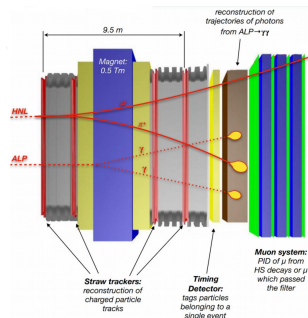 reconstruction of
trajectories of photons
from ALP→γγ
9.5 m
Magnet:
0.5 Tm
HNL
ALP
γ
γ
Straw trackers:
reconstruction of
charged particle
tracks
Timing
Detector:
tags particles
belonging to a
single event
Muon system:
PID of μ from
HS decays or μ
which passed
the filter